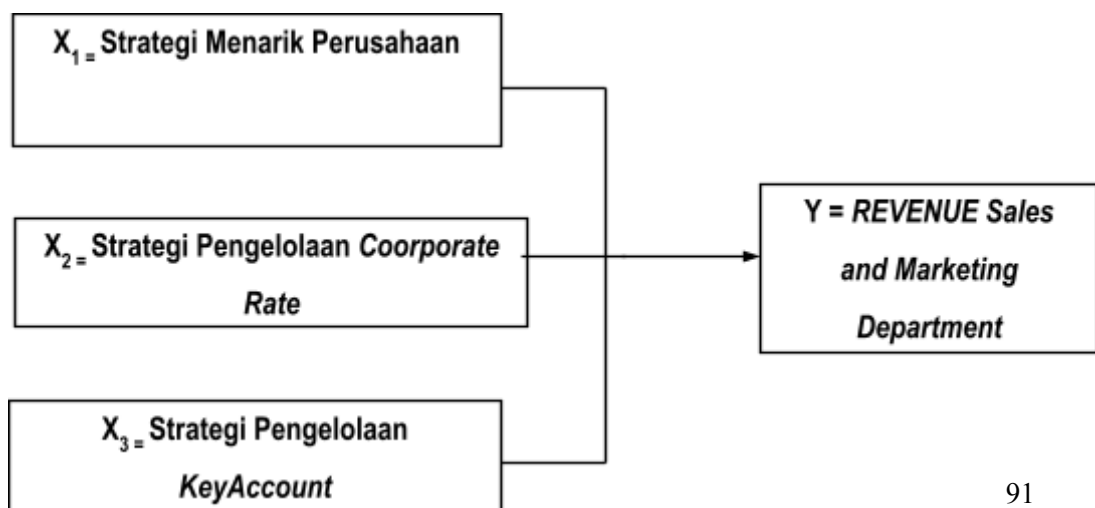 X1 = Strategi Menarik Perusahaan
X2 = Strategi Pengelolaan Coorporate
Rate
Y = REVENUE Sales
and Marketing
Department
X3 = Strategi Pengelolaan
KeyAccount
91